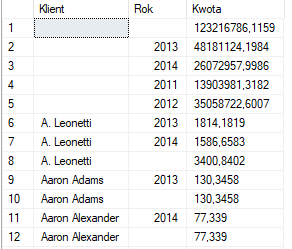 Klient Rok Kwota
1 123216786,1159
2 2013 48181124,1984
3 2014 26072957,9986
4 2011 13903981,3182
5 2012 35058722,6007
6 A. Leonetti 2013 1814,1819
7 A. Leonetti 2014 1586,6583
8 A. Leonetti 3400,8402
9 Aaron Adams 2013 130,3458
10 Aaron Adams 130,3458
11 Aaron Alexander 2014 77,339
12 Aaron Alexander 77,339